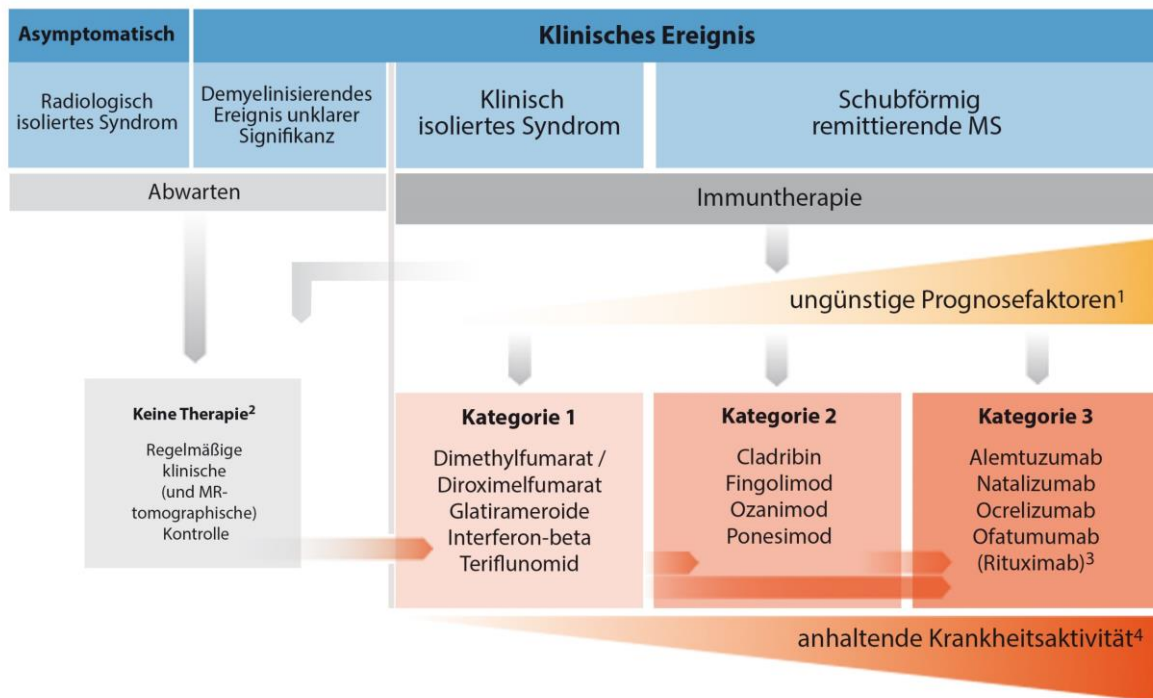 Asymptomatisch
Klinisches Ereignis
Radiologisch
isoliertes Syndrom
Demyelinisierendes
Ereignis unklarer
Signifikanz
Klinisch
isoliertes Syndrom
Schubförmig
remittierende MS
Abwarten
Immuntherapie
ungünstige Prognosefaktoren¹
Keine Therapie²
Regelmäßige
klinische
(und MR-
tomographische)
Kontrolle
Kategorie 1
Dimethylfumarat /
Diroximelfumarat
Glatirameroide
Interferon-beta
Teriflunomid
Kategorie 2
Cladribin
Fingolimod
Ozanimod
Ponesimod
Kategorie 3
Alemtuzumab
Natalizumab
Ocrelizumab
Ofatumumab
(Rituximab)³
anhaltende Krankheitsaktivität⁴